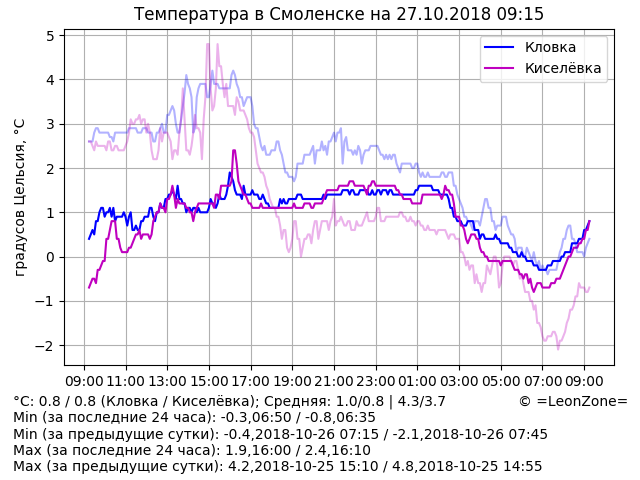 Температура в Смоленске на 27.10.2018 09:15
градусов Цельсия, °C
5
4
3
2
1
0
−1
−2
Кловка
Киселёвка
09:00 11:00 13:00 15:00 17:00 19:00 21:00 23:00 01:00 03:00 05:00 07:00 09:00
°C: 0.8 / 0.8 (Кловка / Киселёвка); Средняя: 1.0/0.8 | 4.3/3.7 © =LeonZone=
Min (за последние 24 часа): -0.3,06:50 / -0.8,06:35
Min (за предыдущие сутки): -0.4,2018-10-26 07:15 / -2.1,2018-10-26 07:45
Max (за последние 24 часа): 1.9,16:00 / 2.4,16:10
Max (за предыдущие сутки): 4.2,2018-10-25 15:10 / 4.8,2018-10-25 14:55